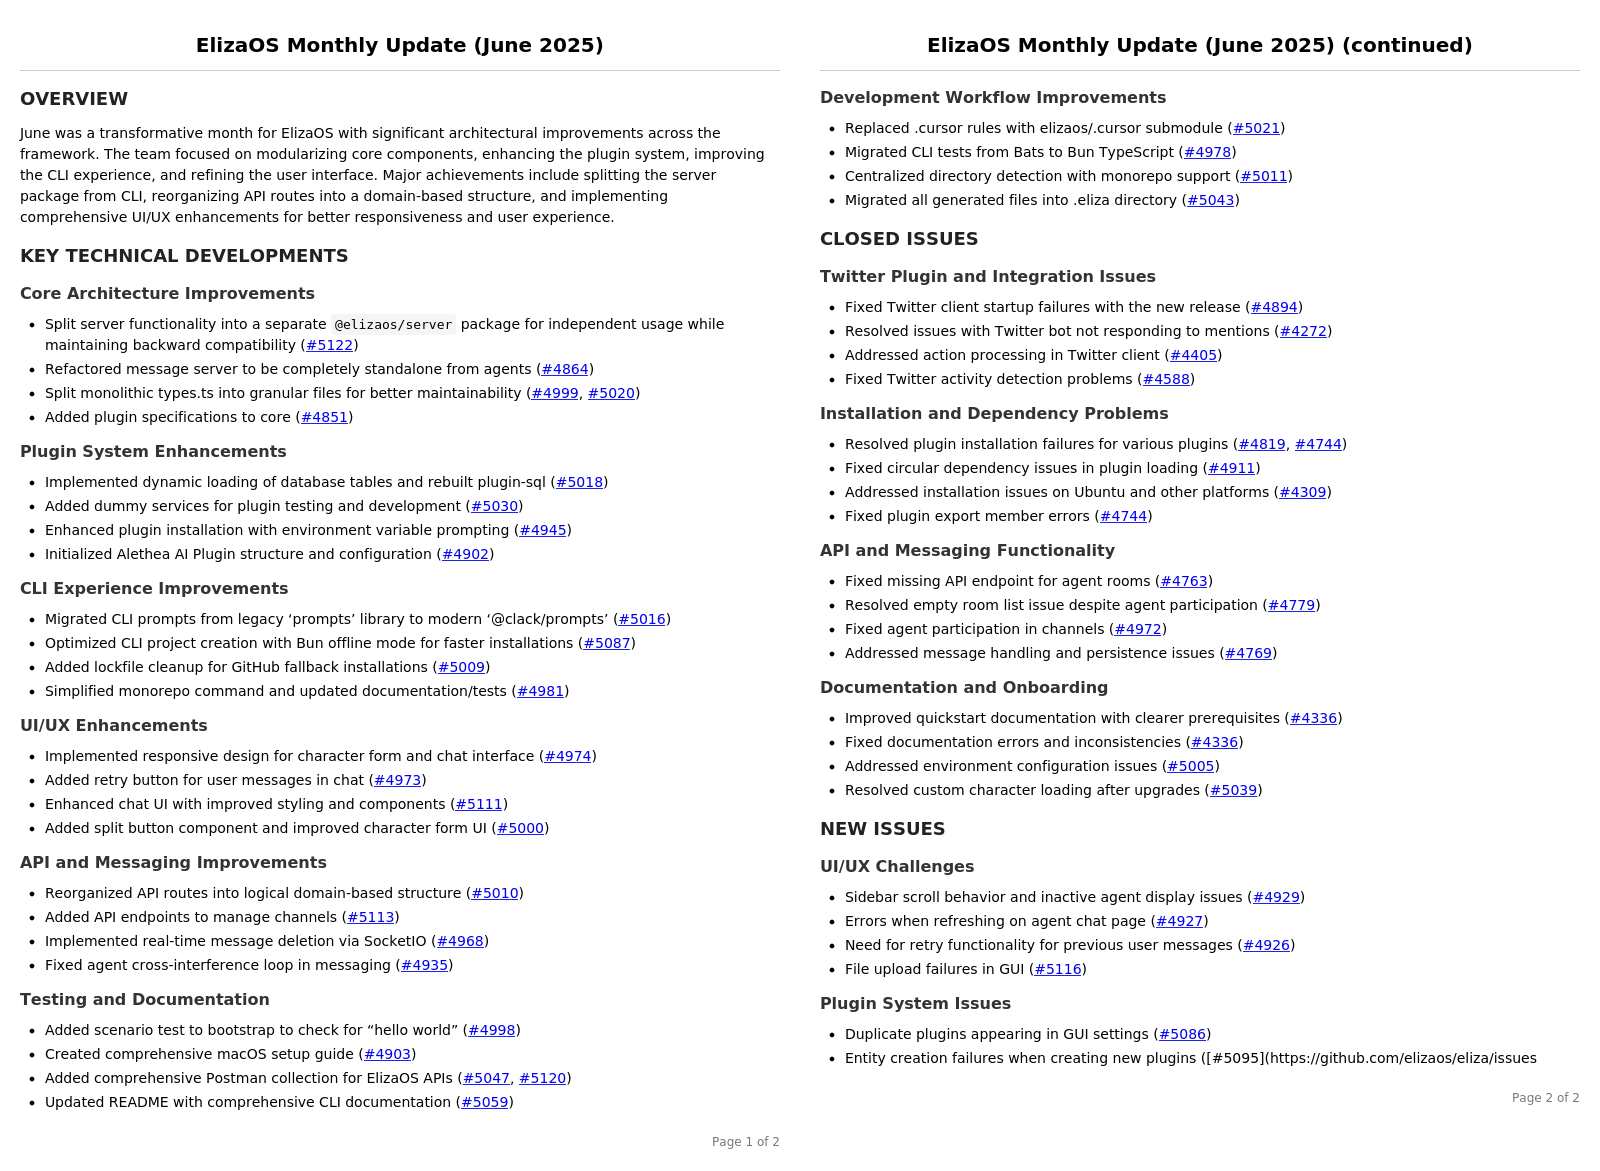 ElizaOS Monthly Update (June 2025)
OVERVIEW
June was a transformative month for ElizaOS with significant architectural improvements across the
framework. The team focused on modularizing core components, enhancing the plugin system, improving
the CLI experience, and refining the user interface. Major achievements include splitting the server
package from CLI, reorganizing API routes into a domain-based structure, and implementing
comprehensive UI/UX enhancements for better responsiveness and user experience.
KEY TECHNICAL DEVELOPMENTS
Core Architecture Improvements
• Split server functionality into a separate @elizaos/server package for independent usage while
maintaining backward compatibility (#5122)
• Refactored message server to be completely standalone from agents (#4864)
• Split monolithic types.ts into granular files for better maintainability (#4999, #5020)
• Added plugin specifications to core (#4851)
Plugin System Enhancements
• Implemented dynamic loading of database tables and rebuilt plugin-sql (#5018)
• Added dummy services for plugin testing and development (#5030)
• Enhanced plugin installation with environment variable prompting (#4945)
• Initialized Alethea AI Plugin structure and configuration (#4902)
CLI Experience Improvements
• Migrated CLI prompts from legacy ‘prompts’ library to modern ‘@clack/prompts’ (#5016)
• Optimized CLI project creation with Bun offline mode for faster installations (#5087)
• Added lockfile cleanup for GitHub fallback installations (#5009)
• Simplified monorepo command and updated documentation/tests (#4981)
UI/UX Enhancements
• Implemented responsive design for character form and chat interface (#4974)
• Added retry button for user messages in chat (#4973)
• Enhanced chat UI with improved styling and components (#5111)
• Added split button component and improved character form UI (#5000)
API and Messaging Improvements
• Reorganized API routes into logical domain-based structure (#5010)
• Added API endpoints to manage channels (#5113)
• Implemented real-time message deletion via SocketIO (#4968)
• Fixed agent cross-interference loop in messaging (#4935)
Testing and Documentation
• Added scenario test to bootstrap to check for “hello world” (#4998)
• Created comprehensive macOS setup guide (#4903)
• Added comprehensive Postman collection for ElizaOS APIs (#5047, #5120)
• Updated README with comprehensive CLI documentation (#5059)
Page 1 of 2
ElizaOS Monthly Update (June 2025) (continued)
Development Workflow Improvements
• Replaced .cursor rules with elizaos/.cursor submodule (#5021)
• Migrated CLI tests from Bats to Bun TypeScript (#4978)
• Centralized directory detection with monorepo support (#5011)
• Migrated all generated files into .eliza directory (#5043)
CLOSED ISSUES
Twitter Plugin and Integration Issues
• Fixed Twitter client startup failures with the new release (#4894)
• Resolved issues with Twitter bot not responding to mentions (#4272)
• Addressed action processing in Twitter client (#4405)
• Fixed Twitter activity detection problems (#4588)
Installation and Dependency Problems
• Resolved plugin installation failures for various plugins (#4819, #4744)
• Fixed circular dependency issues in plugin loading (#4911)
• Addressed installation issues on Ubuntu and other platforms (#4309)
• Fixed plugin export member errors (#4744)
API and Messaging Functionality
• Fixed missing API endpoint for agent rooms (#4763)
• Resolved empty room list issue despite agent participation (#4779)
• Fixed agent participation in channels (#4972)
• Addressed message handling and persistence issues (#4769)
Documentation and Onboarding
• Improved quickstart documentation with clearer prerequisites (#4336)
• Fixed documentation errors and inconsistencies (#4336)
• Addressed environment configuration issues (#5005)
• Resolved custom character loading after upgrades (#5039)
NEW ISSUES
UI/UX Challenges
• Sidebar scroll behavior and inactive agent display issues (#4929)
• Errors when refreshing on agent chat page (#4927)
• Need for retry functionality for previous user messages (#4926)
• File upload failures in GUI (#5116)
Plugin System Issues
• Duplicate plugins appearing in GUI settings (#5086)
• Entity creation failures when creating new plugins ([#5095](https://github.com/elizaos/eliza/issues
Page 2 of 2